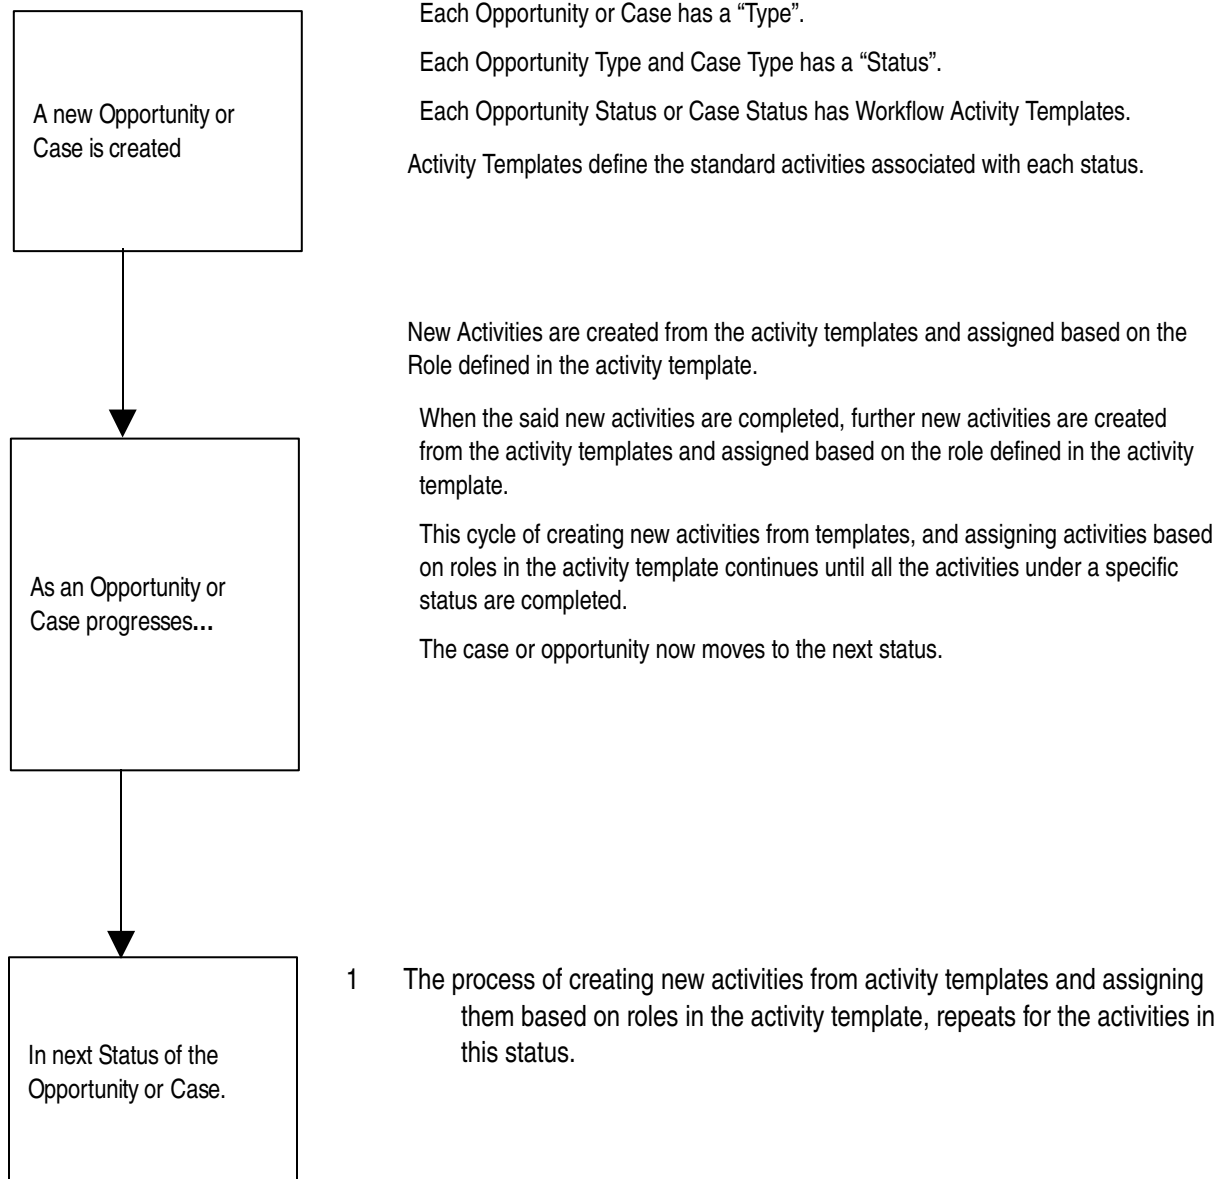 Each Opportunity or Case has a “Type”.
Each Opportunity Type and Case Type has a “Status”.
Each Opportunity Status or Case Status has Workflow Activity Templates.
Activity Templates define the standard activities associated with each status.
A new Opportunity or
Case is created
New Activities are created from the activity templates and assigned based on the
Role defined in the activity template.
When the said new activities are completed, further new activities are created
from the activity templates and assigned based on the role defined in the activity
template.
This cycle of creating new activities from templates, and assigning activities based
on roles in the activity template continues until all the activities under a specific
status are completed.
The case or opportunity now moves to the next status.
As an Opportunity or
Case progresses...
1 The process of creating new activities from activity templates and assigning
them based on roles in the activity template, repeats for the activities in
this status.
In next Status of the
Opportunity or Case.